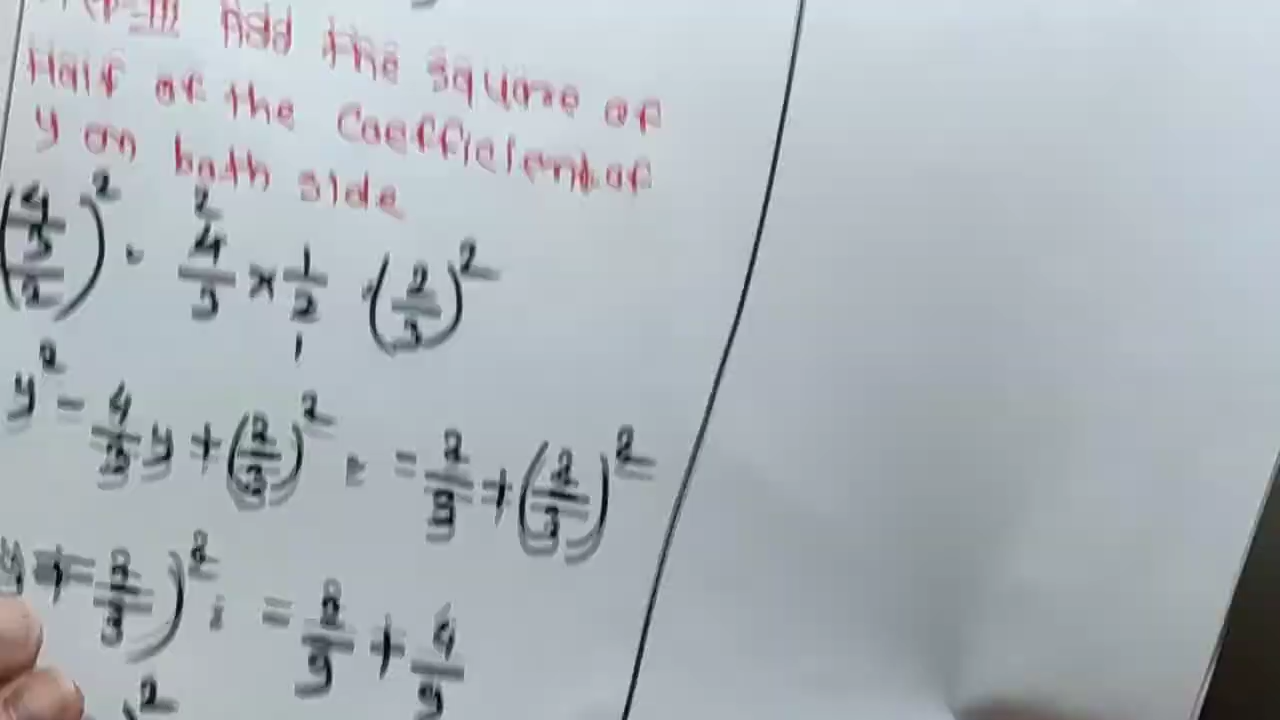 Add the square of
Half of the coefficient of
y on both side
((4/3)/2)² = 4/3 × 1/2 (2/3)²
y² - 4/3 y + (2/3)² = - 2/9 + (2/3)²
y - 2/3)² = - 2/9 + 4/9